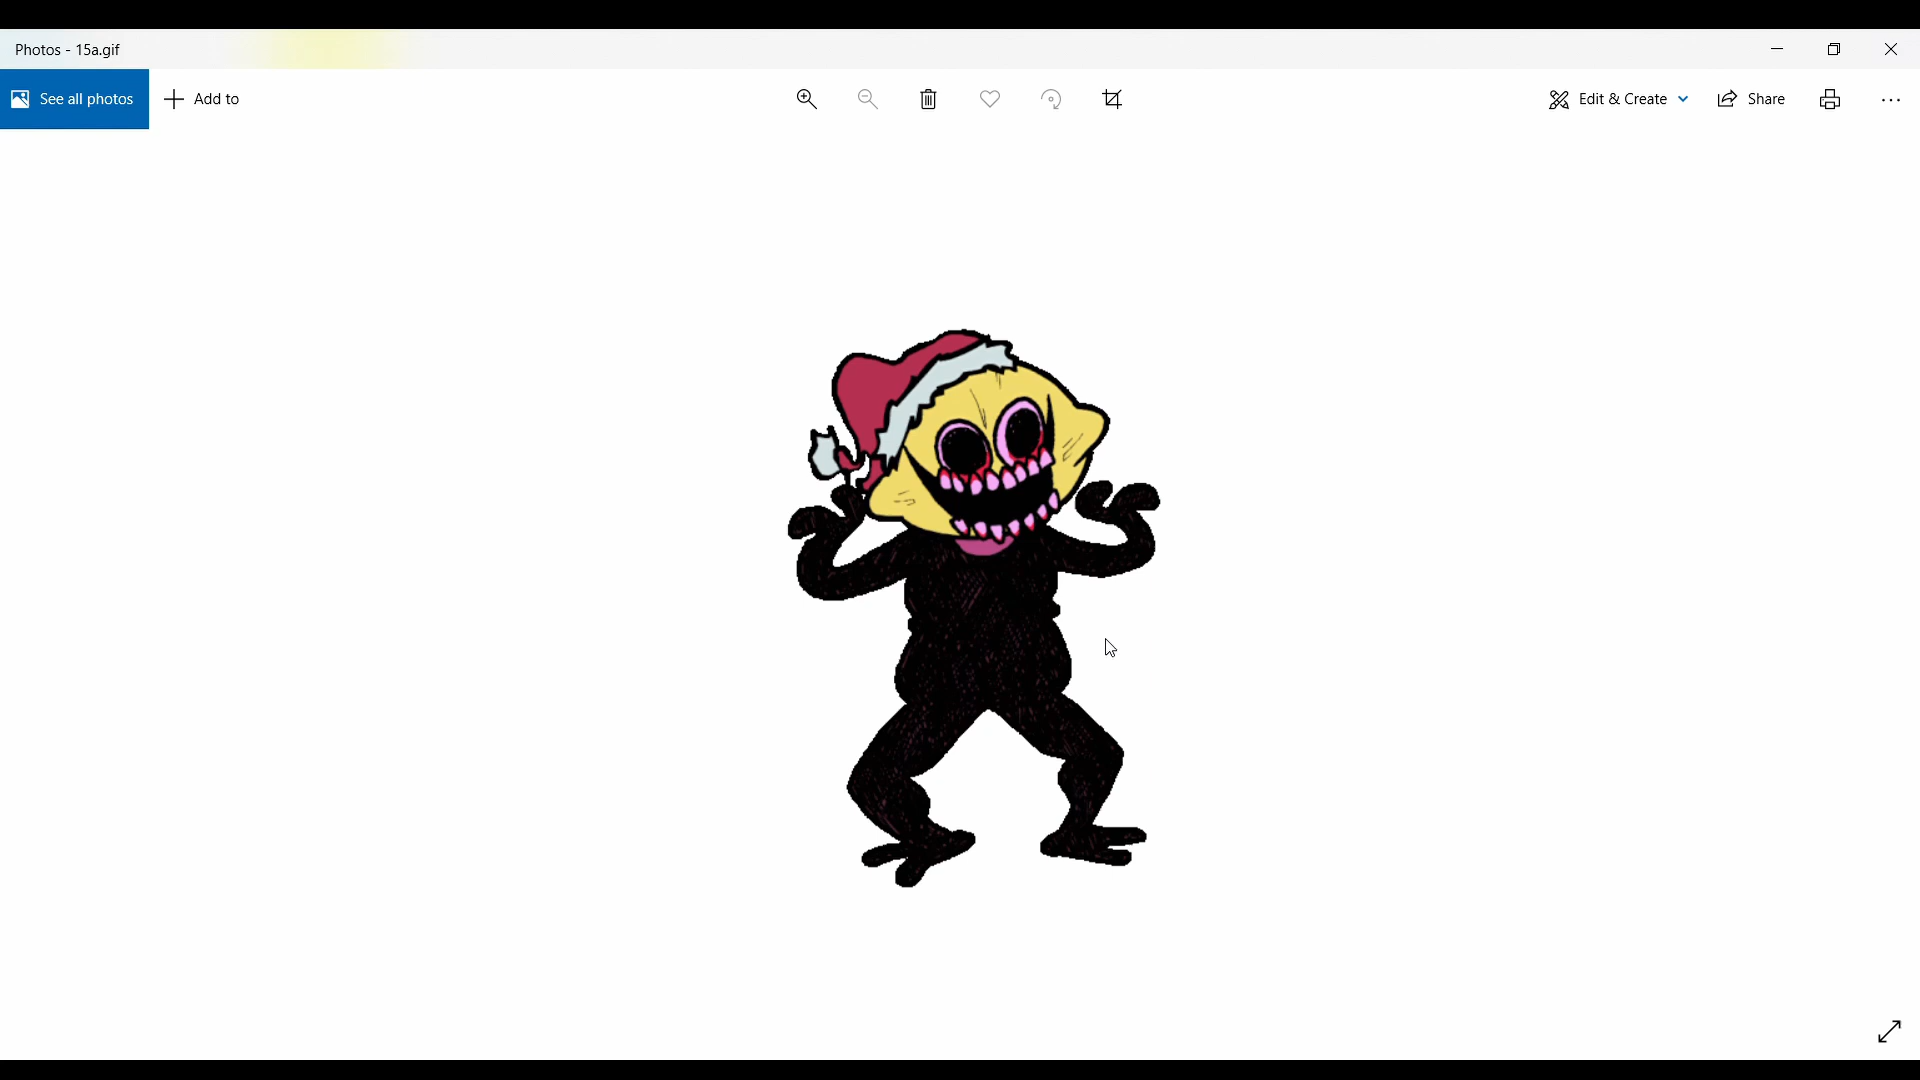 Photos - 15a.gif
See all photos
Add to
Edit & Create
Share